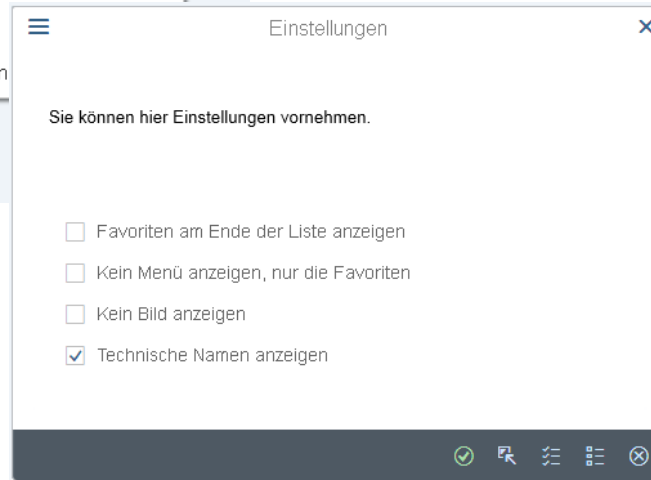 Einstellungen
n
Sie können hier Einstellungen vornehmen.
Favoriten am Ende der Liste anzeigen
Kein Menü anzeigen, nur die Favoriten
Kein Bild anzeigen
Technische Namen anzeigen